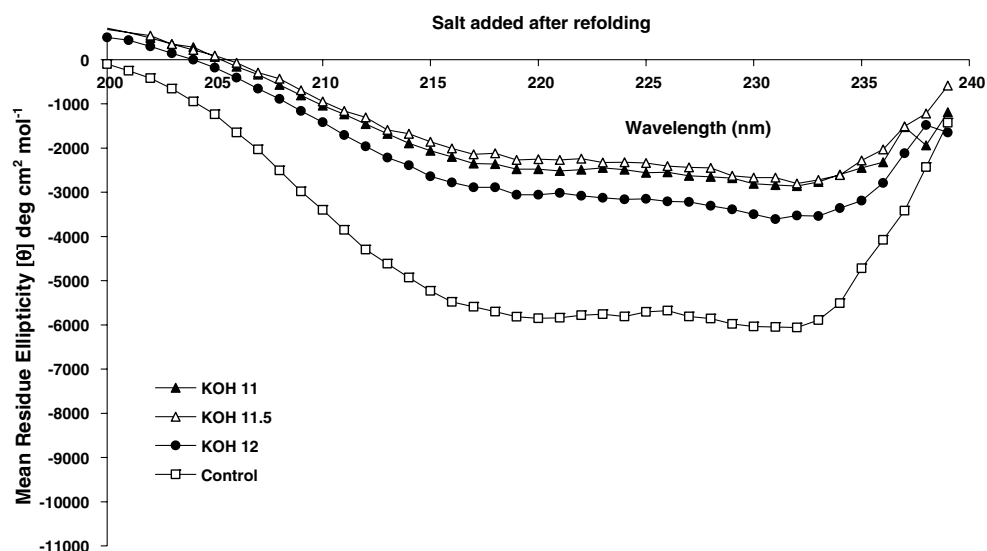 Salt added after refolding
0
-1000
-2000
-3000
-4000
-5000
-6000
-7000
-8000
-9000
-10000
-11000
200 205 210 215 220 225 230 235 240
Wavelength (nm)
Mean Residue Ellipticity [θ] deg cm² mol⁻¹
KOH 11
KOH 11.5
KOH 12
Control